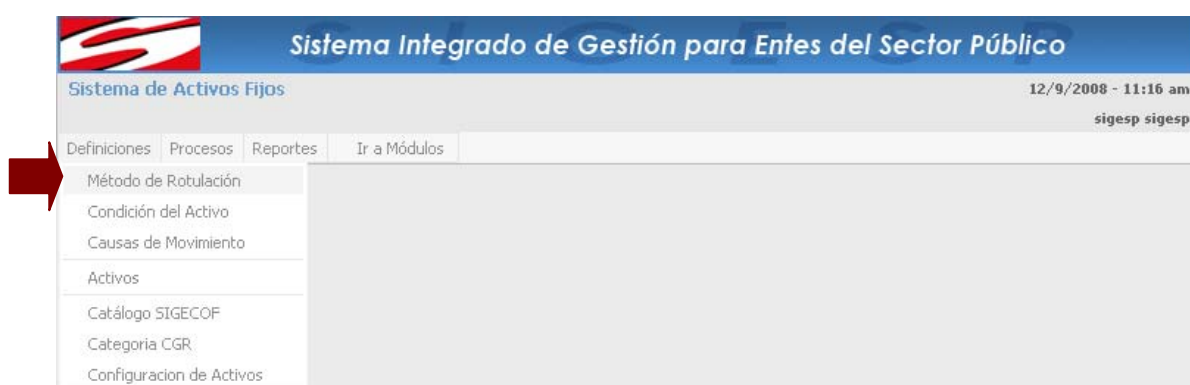 Sistema Integrado de Gestión para Entes del Sector Público
Sistema de Activos Fijos 12/9/2008 - 11:16 am
sigesp sigesp
Definiciones Procesos Reportes Ir a Módulos
Método de Rotulación
Condición del Activo
Causas de Movimiento
Activos
Catálogo SIGECOF
Categoria CGR
Configuracion de Activos